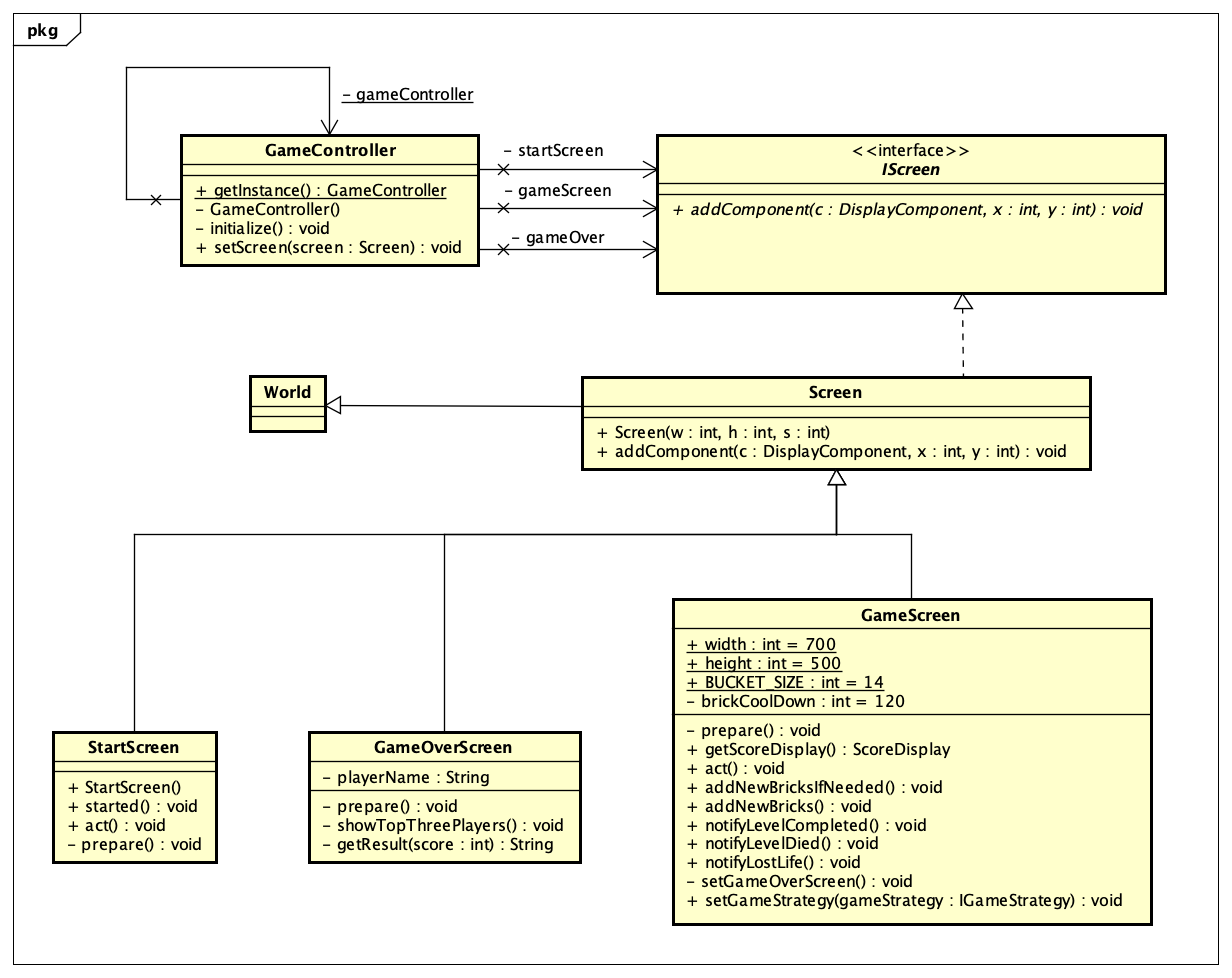 pkg
- gameController
GameController
+ getInstance() : GameController
- GameController()
- initialize() : void
+ setScreen(screen : Screen) : void
- startScreen
- gameScreen
- gameOver
<<interface>>
IScreen
+ addComponent(c : DisplayComponent, x : int, y : int) : void
World
Screen
+ Screen(w : int, h : int, s : int)
+ addComponent(c : DisplayComponent, x : int, y : int) : void
StartScreen
+ StartScreen()
+ started() : void
+ act() : void
- prepare() : void
GameOverScreen
- playerName : String
- prepare() : void
- showTopThreePlayers() : void
- getResult(score : int) : String
GameScreen
+ width : int = 700
+ height : int = 500
+ BUCKET_SIZE : int = 14
- brickCoolDown : int = 120
- prepare() : void
+ getScoreDisplay() : ScoreDisplay
+ act() : void
+ addNewBricksIfNeeded() : void
+ addNewBricks() : void
+ notifyLevelCompleted() : void
+ notifyLevelDied() : void
+ notifyLostLife() : void
- setGameOverScreen() : void
+ setGameStrategy(gameStrategy : IGameStrategy) : void